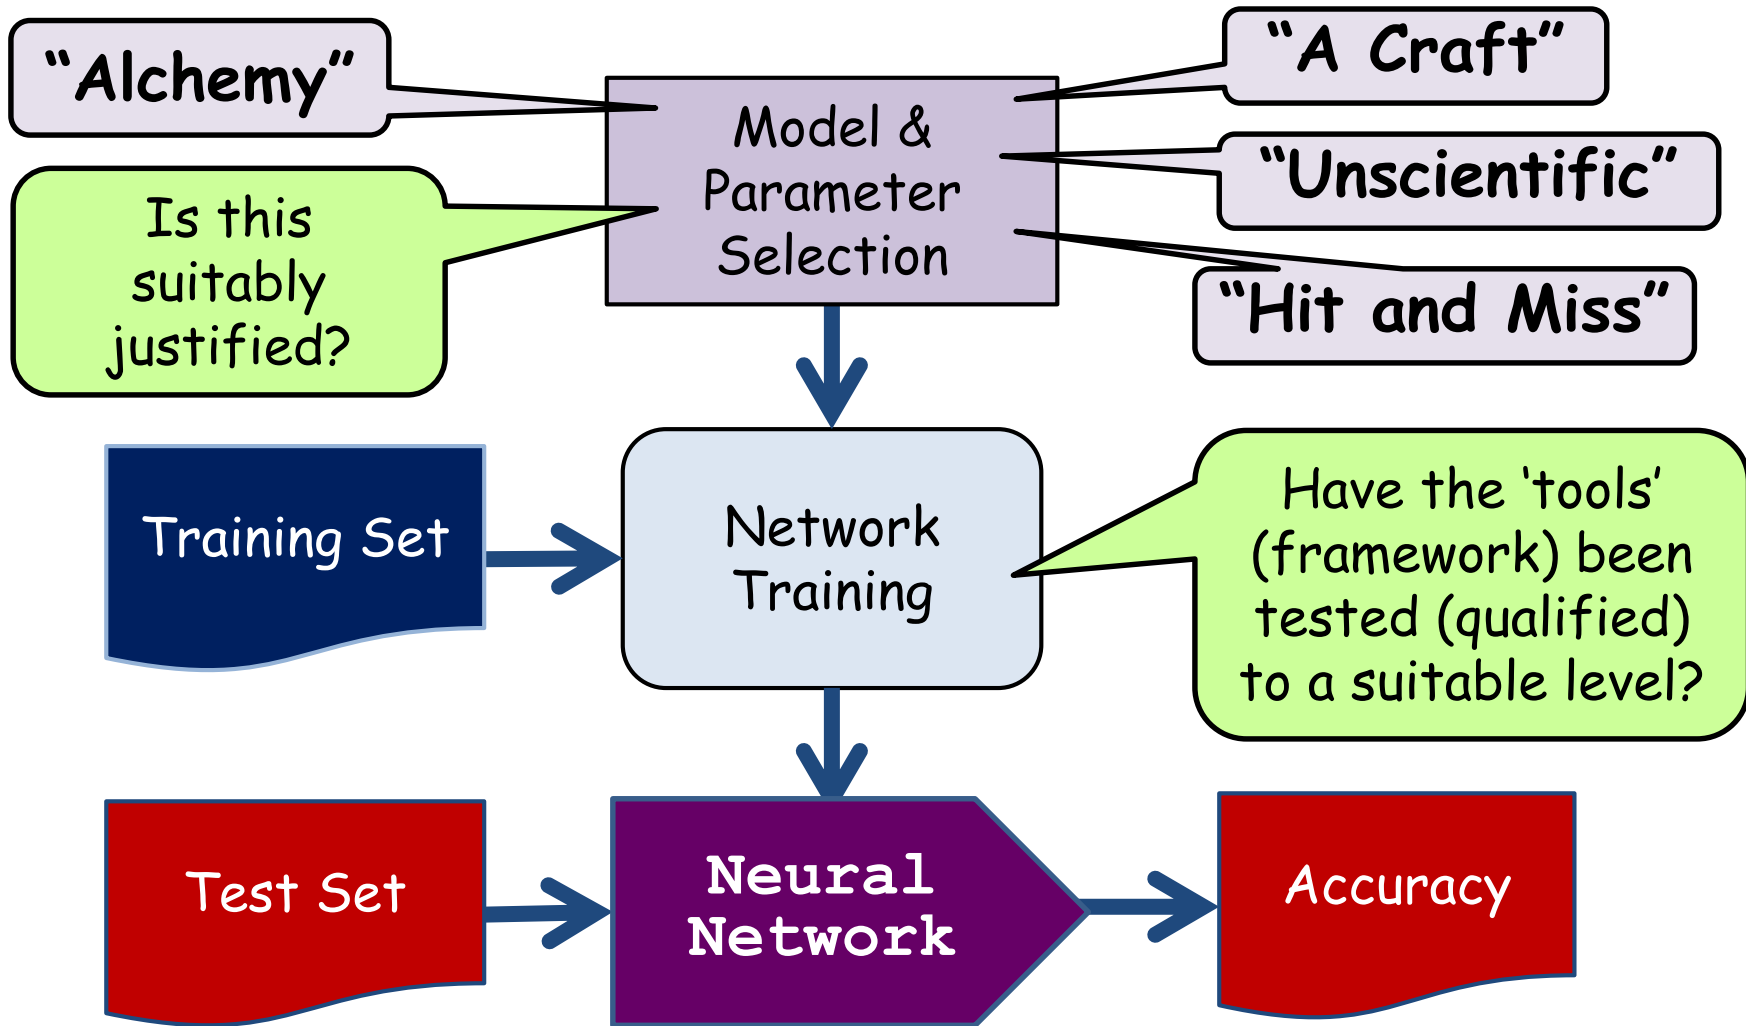 “Alchemy”
“A Craft”
Model &
Parameter
Selection
“Unscientific”
Is this
suitably
justified?
“Hit and Miss”
Training Set
Network
Training
Have the ‘tools’
(framework) been
tested (qualified)
to a suitable level?
Test Set
Neural
Network
Accuracy